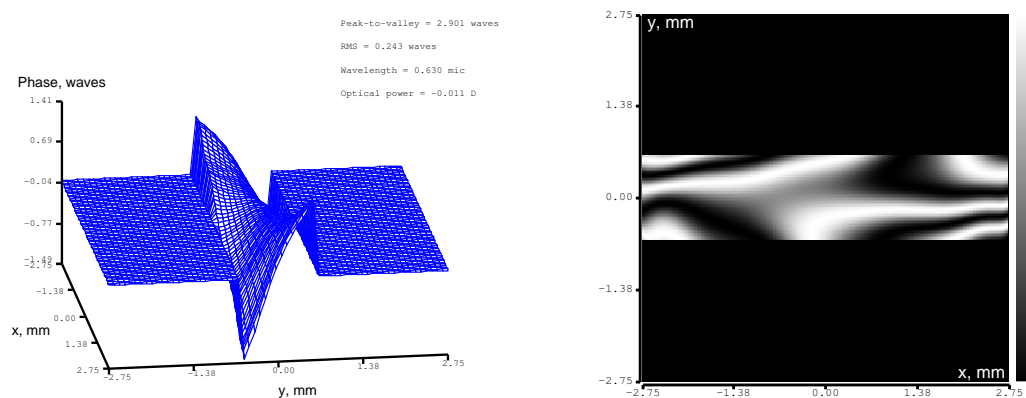 Peak-to-valley = 2.901 waves
RMS = 0.243 waves
Wavelength = 0.630 mic
Optical power = -0.011 D
Phase, waves
1.41
0.69
-0.04
-0.77
-1.49
-2.75
-1.38
0.00
1.38
2.75
x, mm
-2.75
-1.38
0.00
1.38
2.75
y, mm
2.75
1.38
0.00
-1.38
-2.75
y, mm
x, mm
-2.75
-1.38
0.00
1.38
2.75